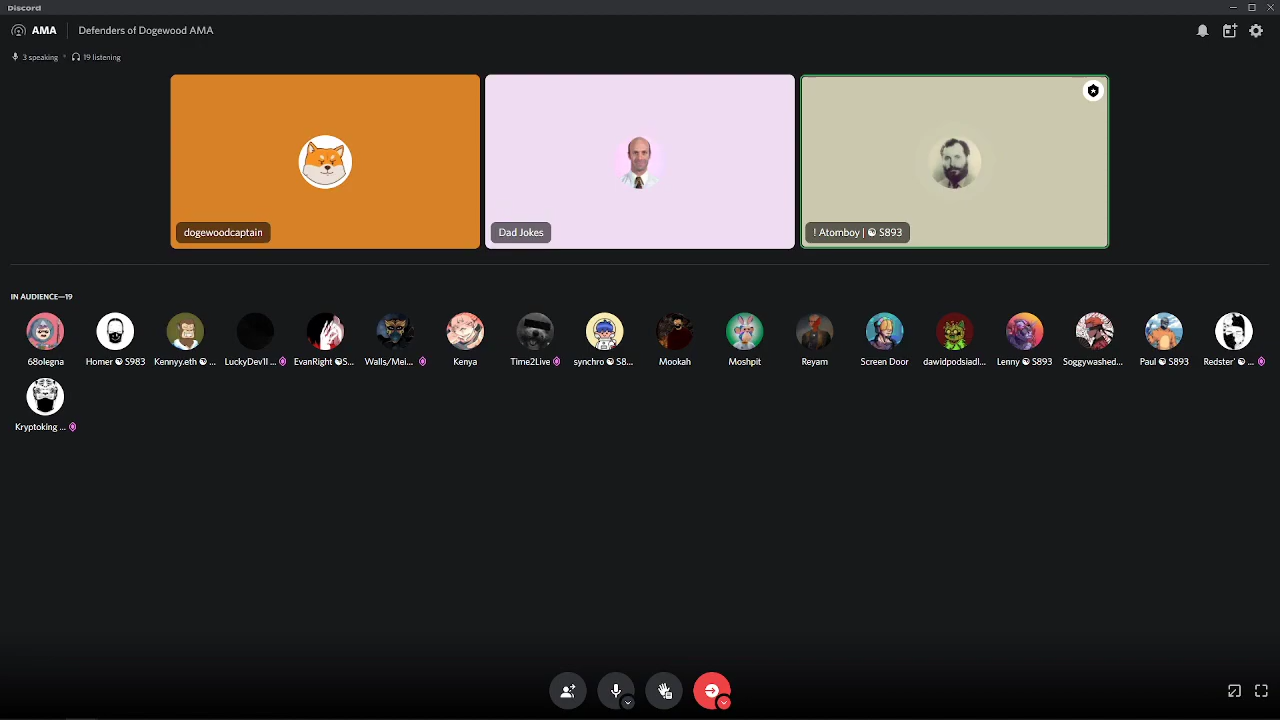 Discord
AMA Defenders of Dogewood AMA
3 speaking 19 listening
dogewoodcaptain
Dad Jokes
! Atomboy | S893
IN AUDIENCE—19
68olegna Homer S983 Kennyy.eth ... LuckyDev1l ... EvanRight S... Walls/Mei... Kenya Time2Live synchro S8... Mookah Moshpit Reyam Screen Door dawidpodsiadl... Lenny S893 Soggywashed... Paul S893 Redster' ...
Kryptoking ...